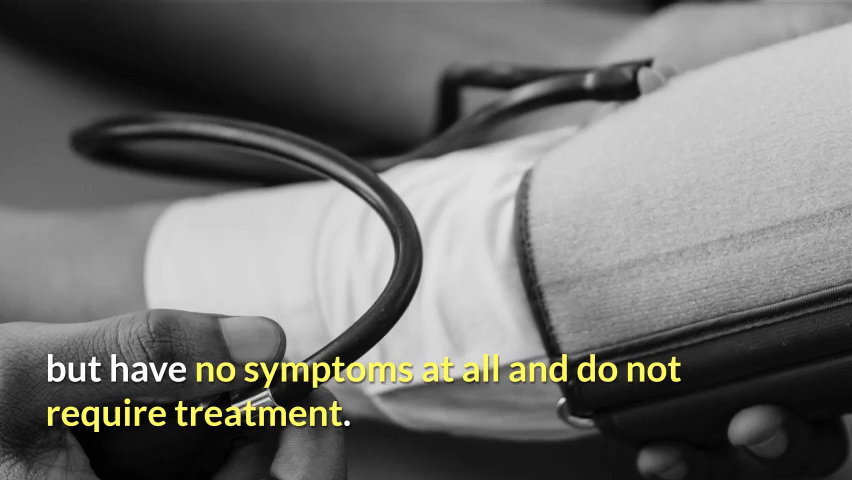 but have no symptoms at all and do not
require treatment.